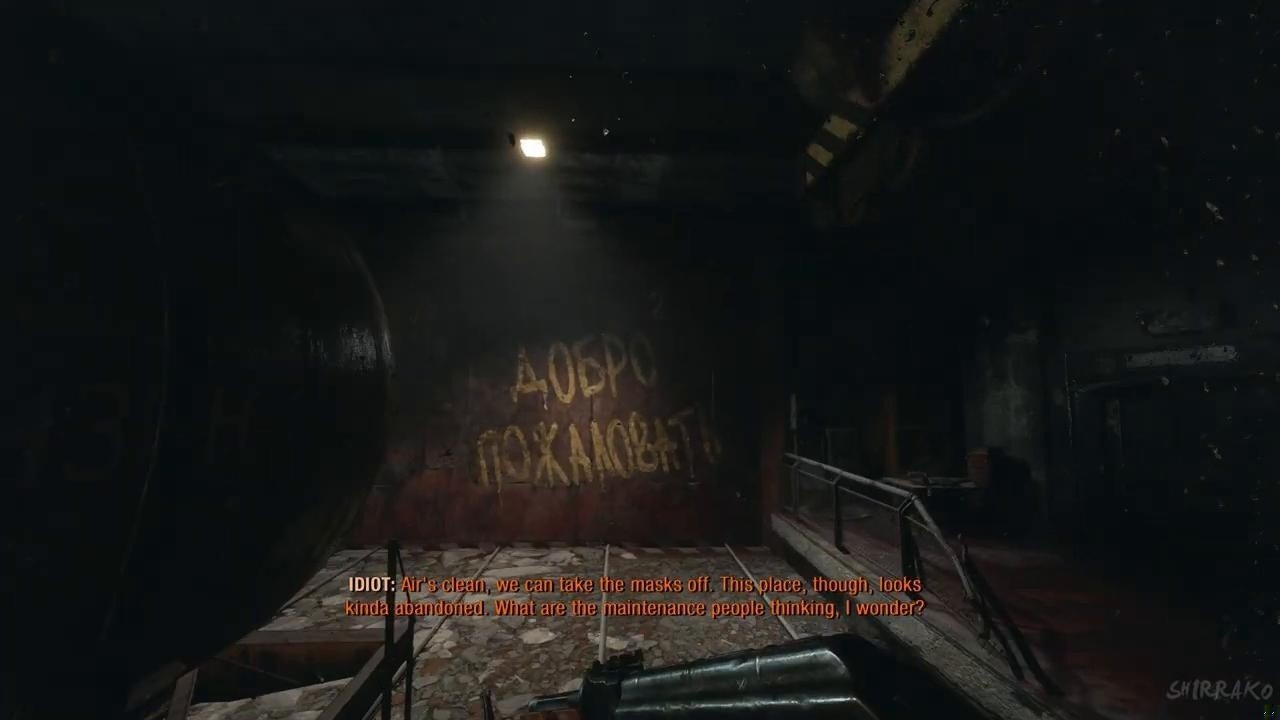 ДОБРО
ПОЖАЛОВАТЬ
IDIOT: Air's clean, we can take the masks off. This place, though, looks
kinda abandoned. What are the maintenance people thinking, I wonder?
SHIRRAKO